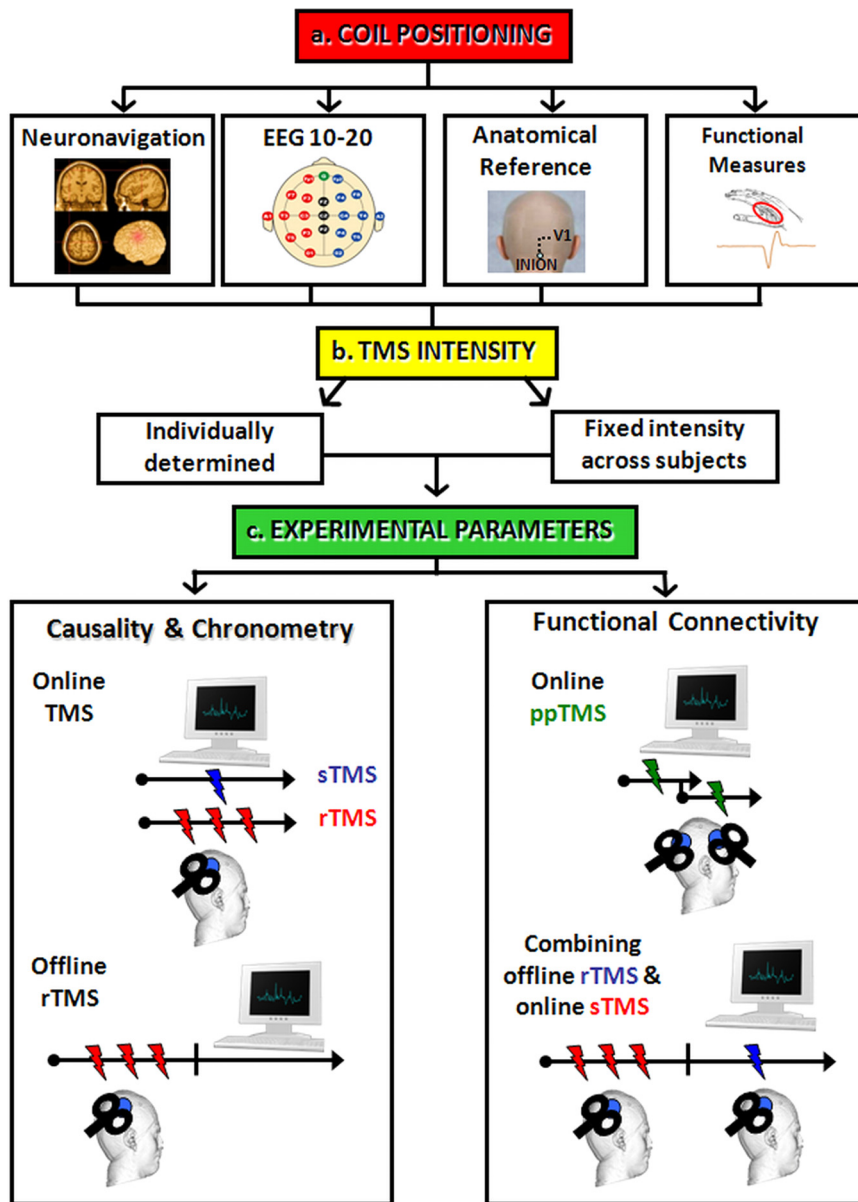 a. COIL POSITIONING
Neuronavigation
EEG 10-20
Anatomical
Reference
V1
INION
Functional
Measures
b. TMS INTENSITY
Individually
determined
Fixed intensity
across subjects
c. EXPERIMENTAL PARAMETERS
Causality & Chronometry
Online
TMS
sTMS
rTMS
Offline
rTMS
Functional Connectivity
Online
ppTMS
Combining
offline rTMS &
online sTMS